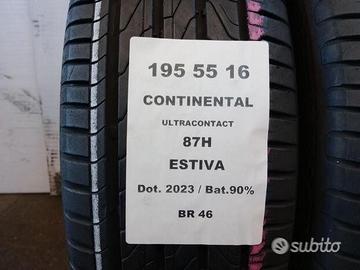 195 55 16
CONTINENTAL
ULTRACONTACT
87H
ESTIVA
Dot. 2023 / Bat.90%
BR 46
subito